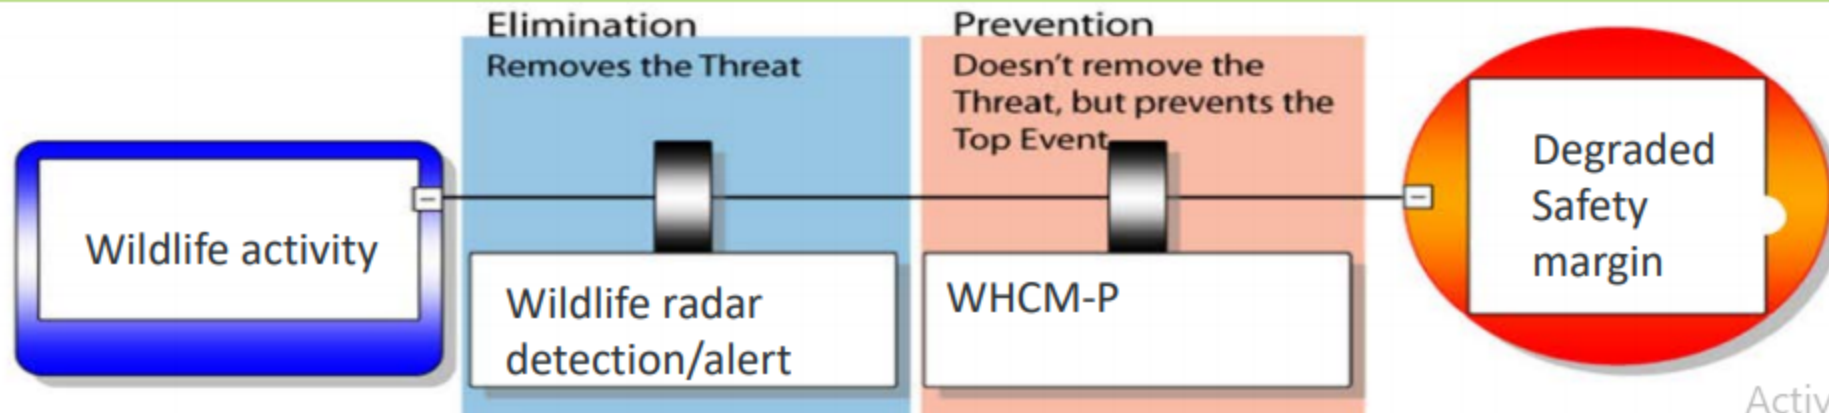 Elimination
Removes the Threat
Prevention
Doesn't remove the
Threat, but prevents the
Top Event
Wildlife activity
Wildlife radar
detection/alert
WHCM-P
Degraded
Safety
margin
Activ